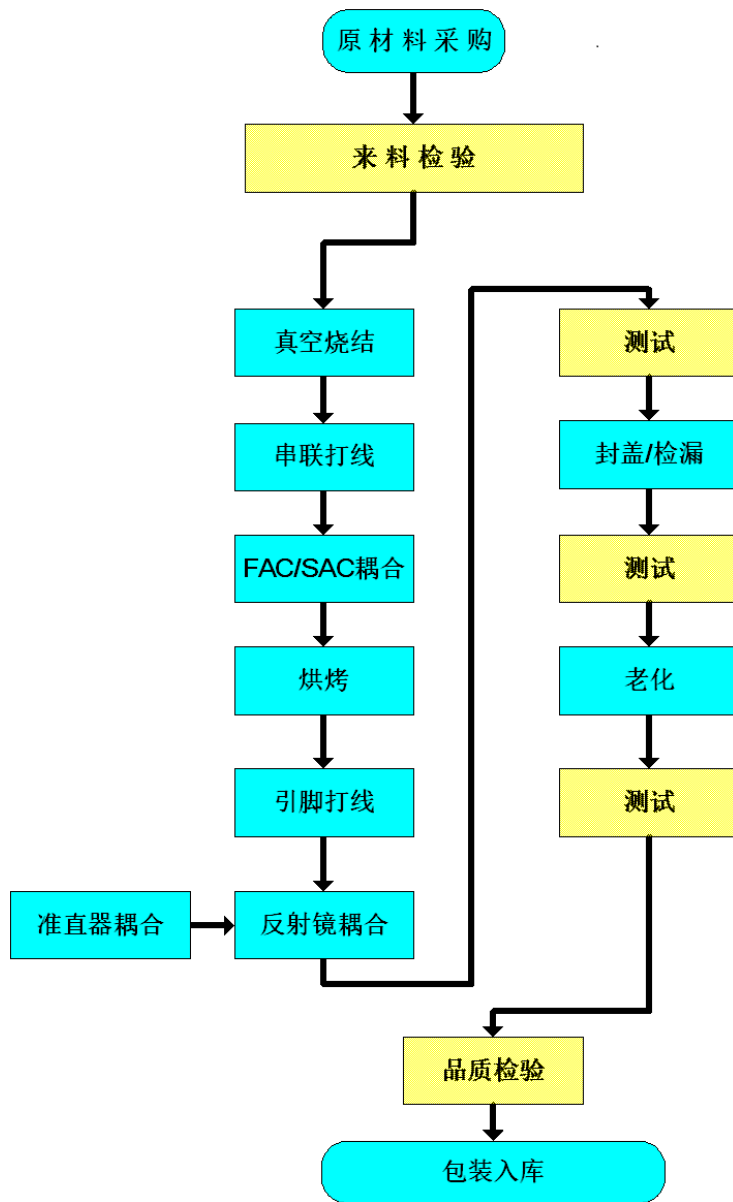 原材料采购
来料检验
真空烧结
串联打线
FAC/SAC耦合
烘烤
引脚打线
准直器耦合
反射镜耦合
测试
封盖/检漏
测试
老化
测试
品质检验
包装入库